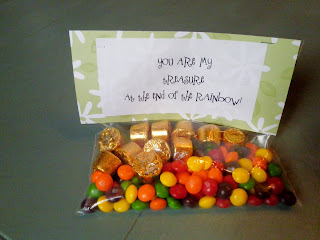 YOU ARE MY
TREASURE
At the End of the RAINBOW!